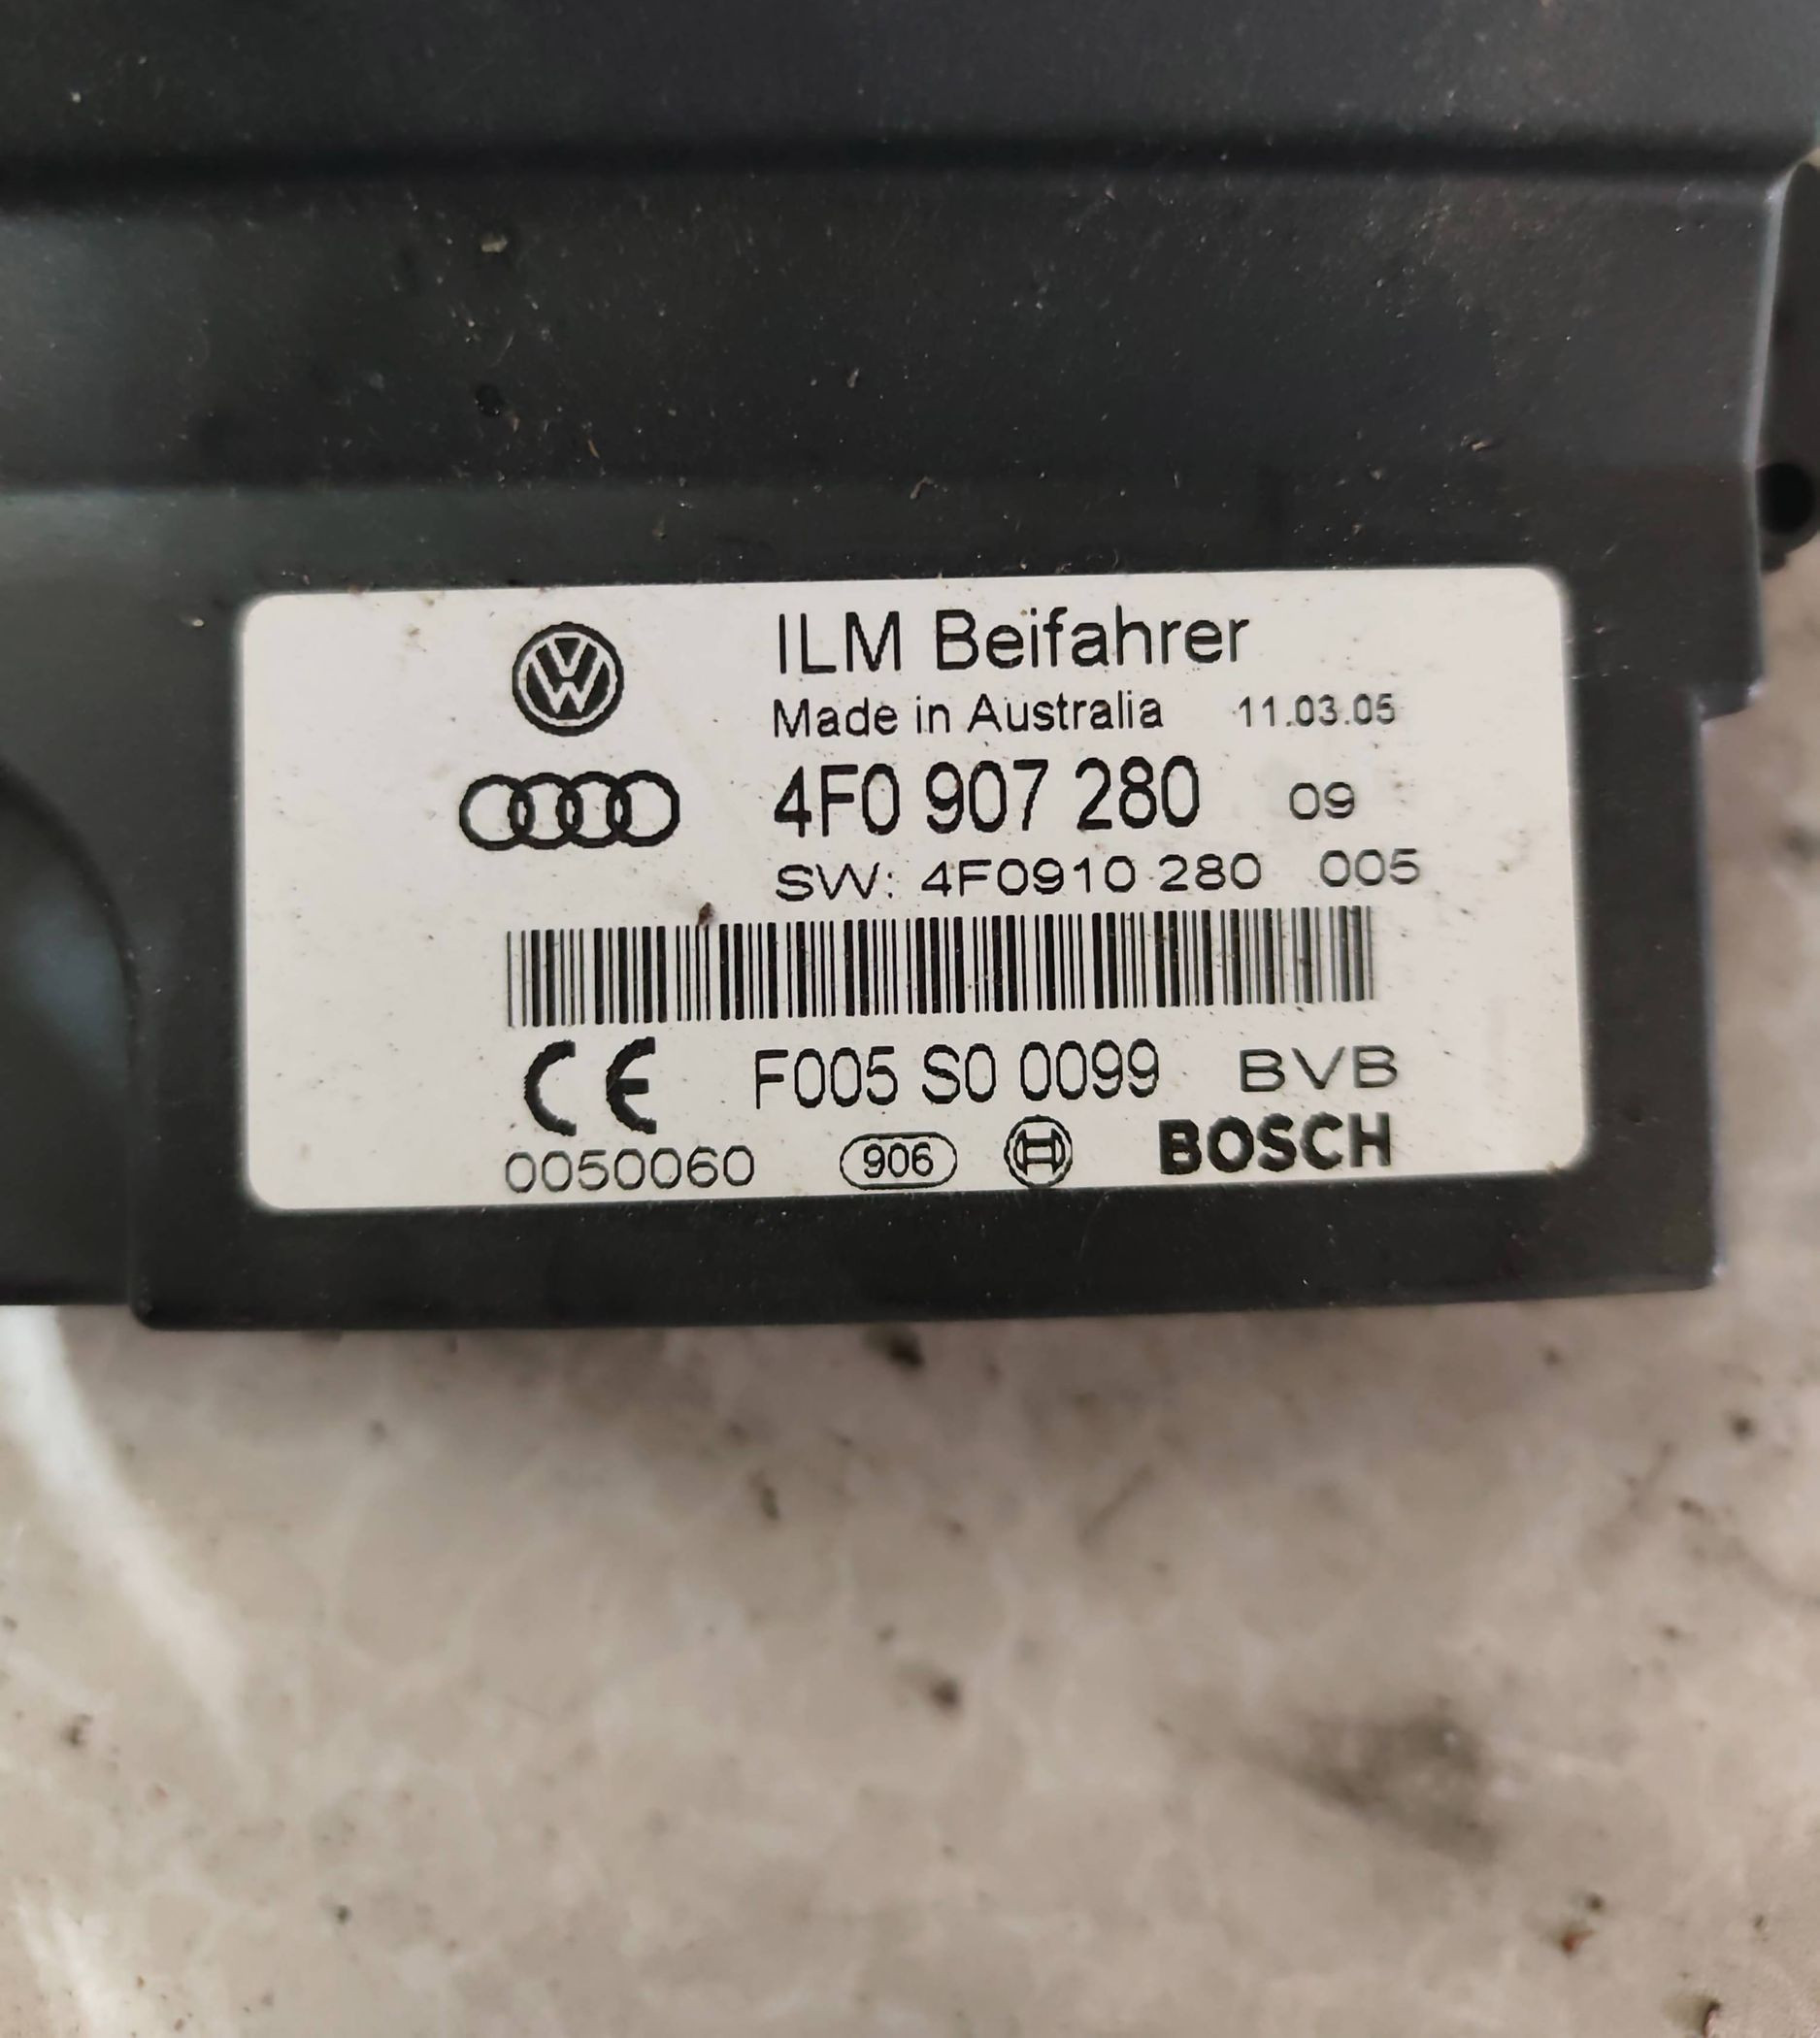 ILM Beifahrer
Made in Australia 11.03.05
4F0 907 280 09
SW: 4F0910 280 005
CE F005 S0 0099 BVB
0050060 906 BOSCH